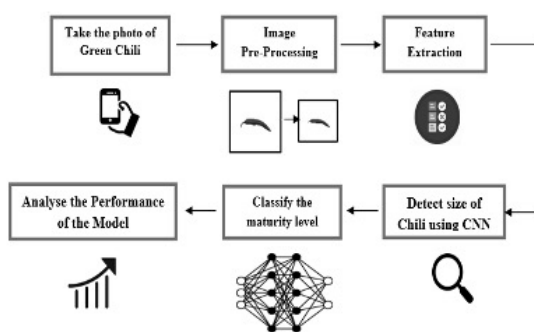 Take the photo of
Green Chili
Image
Pre-Processing
Feature
Extraction
Detect size of
Chili using CNN
Classify the
maturity level
Analyse the Performance
of the Model